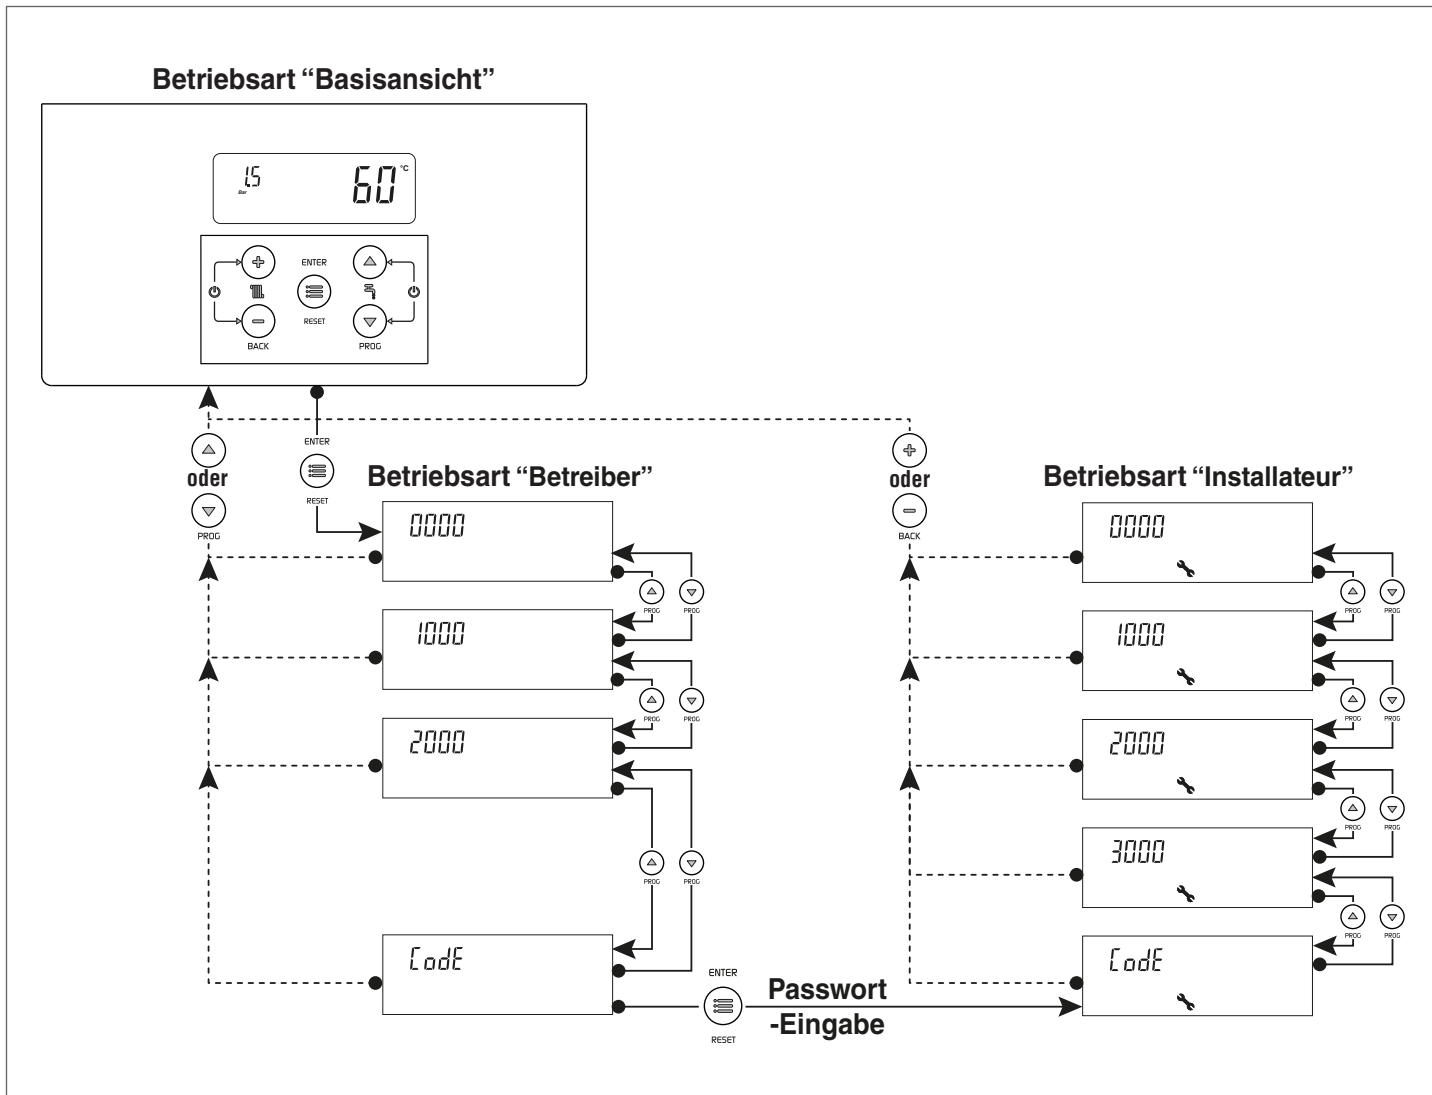 Betriebsart “Basisansicht”
1.5
Bar
60 °C
ENTER
RESET
BACK
PROG
ENTER
RESET
oder
PROG
Betriebsart “Betreiber”
0000
PROG PROG
1000
PROG PROG
2000
PROG PROG
CodE
ENTER
RESET
Passwort
-Eingabe
oder
BACK
Betriebsart “Installateur”
0000
PROG PROG
1000
PROG PROG
2000
PROG PROG
3000
PROG PROG
CodE